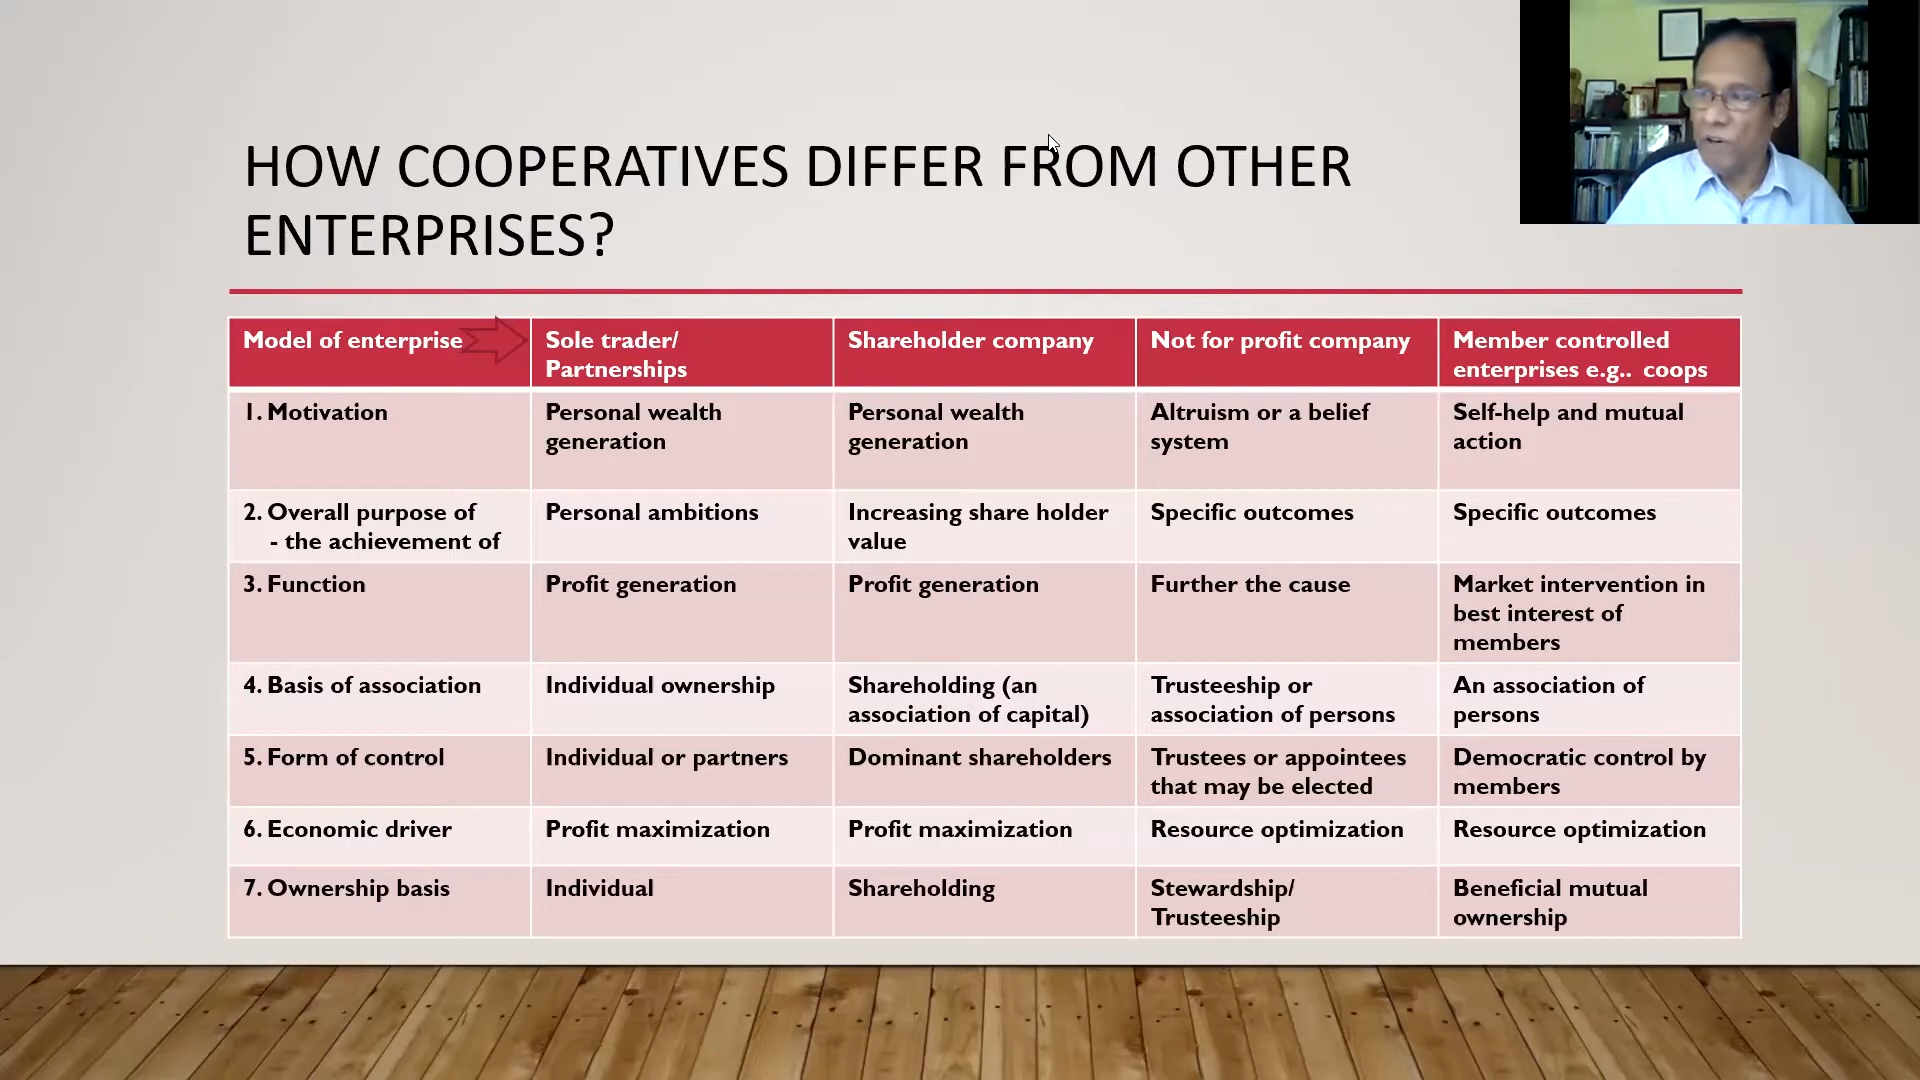 HOW COOPERATIVES DIFFER FROM OTHER
ENTERPRISES?
Model of enterprise
Sole trader/
Partnerships
Shareholder company
Not for profit company
Member controlled
enterprises e.g.. coops
1. Motivation
Personal wealth
generation
Personal wealth
generation
Altruism or a belief
system
Self-help and mutual
action
2. Overall purpose of
- the achievement of
Personal ambitions
Increasing share holder
value
Specific outcomes
Specific outcomes
3. Function
Profit generation
Profit generation
Further the cause
Market intervention in
best interest of
members
4. Basis of association
Individual ownership
Shareholding (an
association of capital)
Trusteeship or
association of persons
An association of
persons
5. Form of control
Individual or partners
Dominant shareholders
Trustees or appointees
that may be elected
Democratic control by
members
6. Economic driver
Profit maximization
Profit maximization
Resource optimization
Resource optimization
7. Ownership basis
Individual
Shareholding
Stewardship/
Trusteeship
Beneficial mutual
ownership